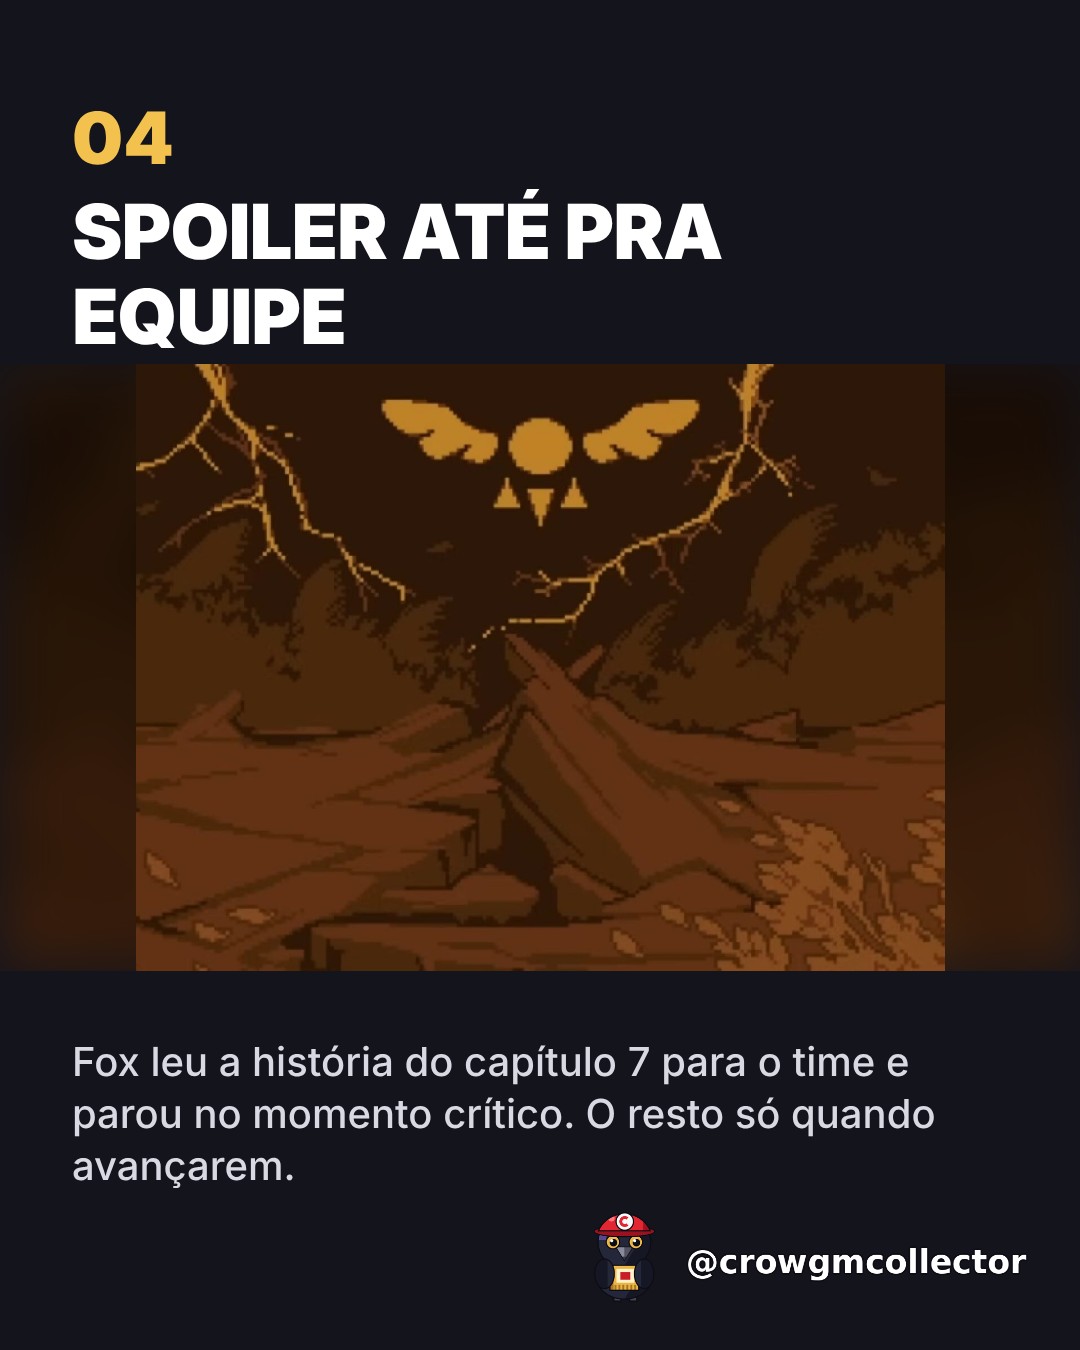 04
SPOILER ATÉ PRA
EQUIPE
Fox leu a história do capítulo 7 para o time e
parou no momento crítico. O resto só quando
avançarem.
C
@crowgmcollector